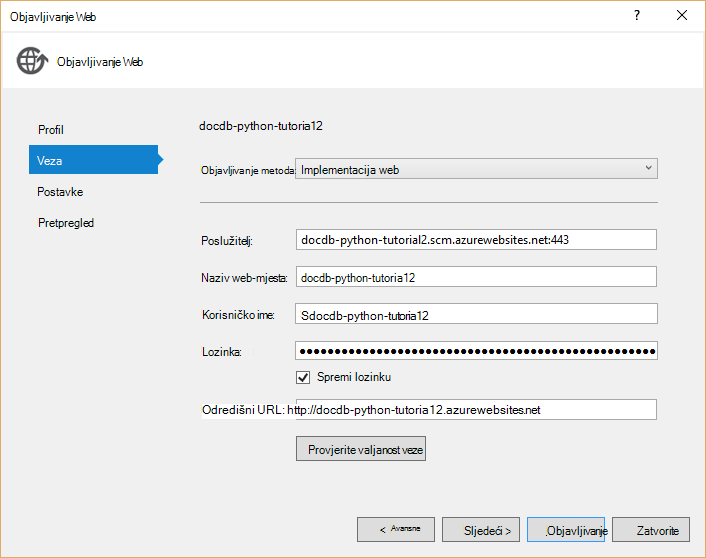 Objavljivanje Web
?
Objavljivanje Web
Profil
Veza
Postavke
Pretpregled
docdb-python-tutoria12
Objavljivanje metoda: Implementacija web
Poslužitelj: docdb-python-tutorial2.scm.azurewebsites.net:443
Naziv web-mjesta: docdb-python-tutoria12
Korisničko ime: Sdocdb-python-tutoria12
Lozinka:
Spremi lozinku
Odredišni URL: http://docdb-python-tutoria12.azurewebsites.net
Provjerite valjanost veze
< Avansne
Sljedeći >
Objavljivanje
Zatvorite